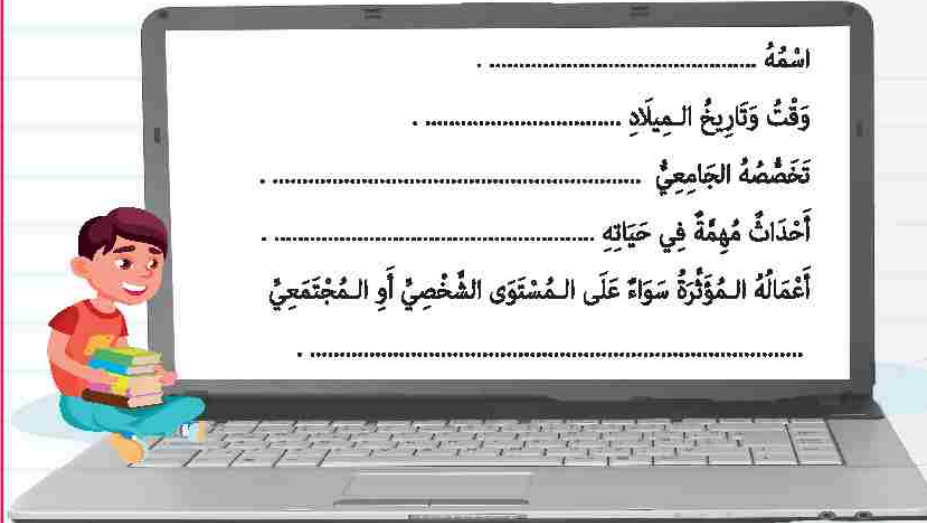 اسْمُهُ ............................................. .
وَقْتُ وَتَارِيخُ الـمِيلَادِ ................................. .
تَخَصُّصُهُ الجَامِعِيُّ .............................................................. .
أَحْدَاثٌ مُهِمَّةٌ فِي حَيَاتِهِ ...................................................... .
أَعْمَالُهُ الـمُؤَثِّرَةُ سَوَاءٌ عَلَى الـمُسْتَوَى الشَّخْصِيِّ أَوِ الـمُجْتَمَعِيِّ
................................................................................... .